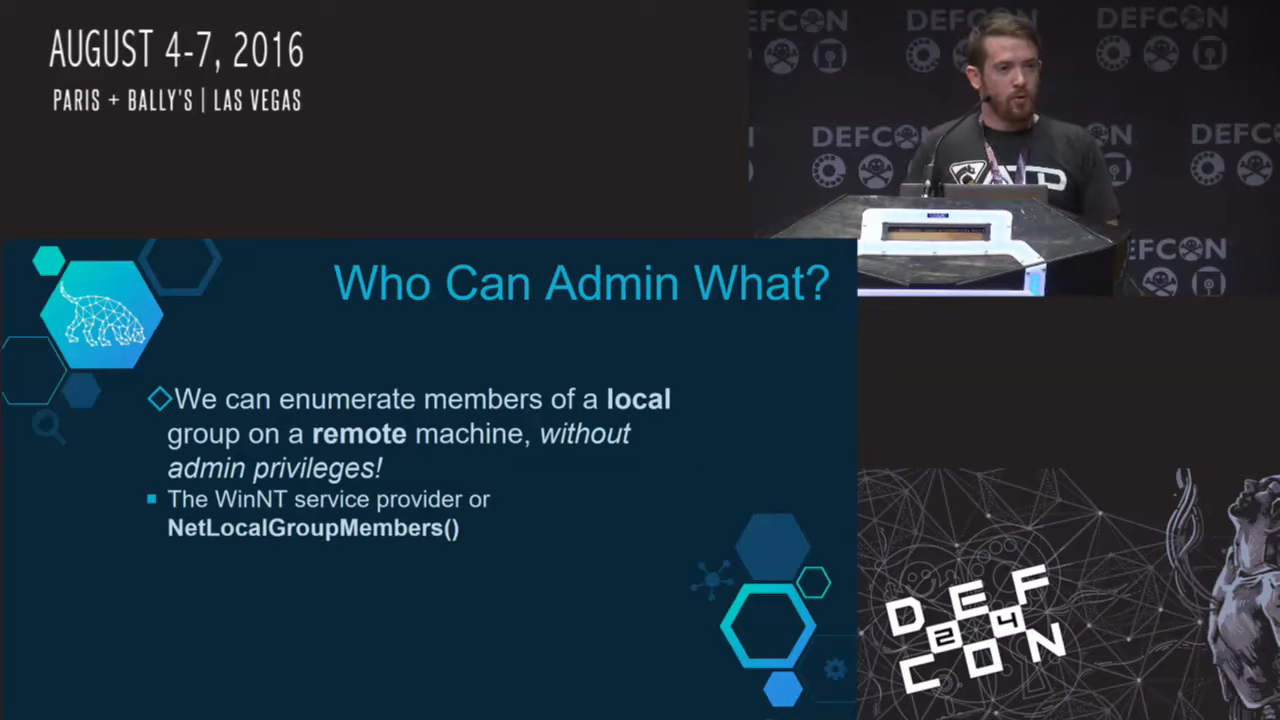 AUGUST 4-7, 2016
PARIS + BALLY'S | LAS VEGAS
DEFCON DEFCON DEFCON
DEFCON
Who Can Admin What?
We can enumerate members of a local
group on a remote machine, without
admin privileges!
The WinNT service provider or
NetLocalGroupMembers()
DEF
24
CON